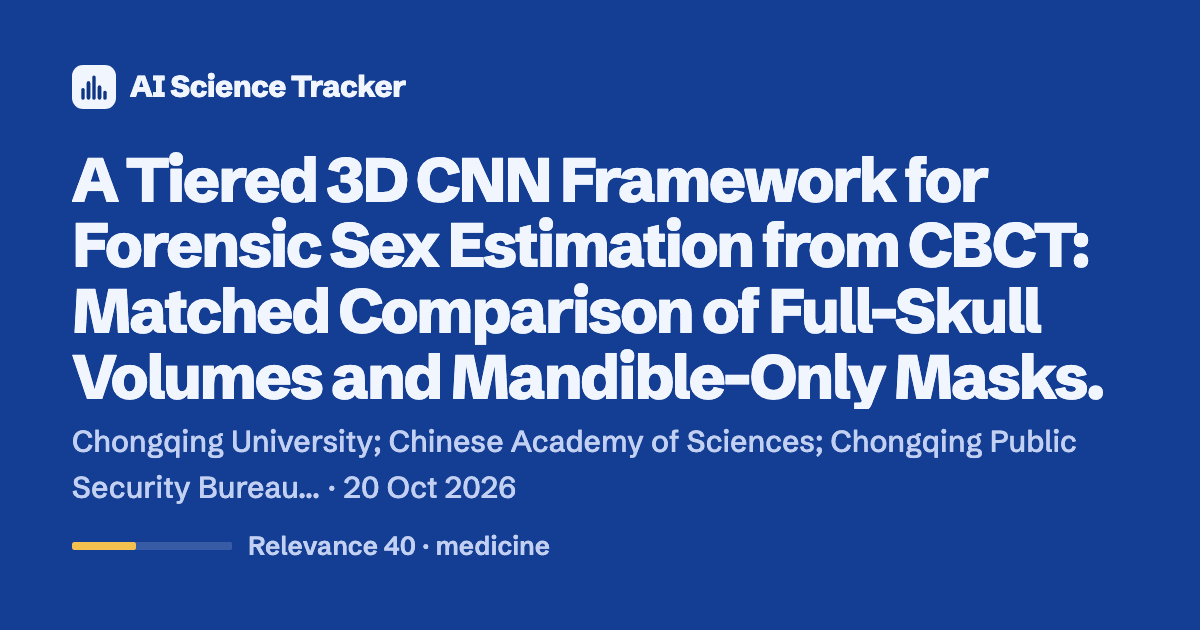 AI Science Tracker
A Tiered 3D CNN Framework for
Forensic Sex Estimation from CBCT:
Matched Comparison of Full-Skull
Volumes and Mandible-Only Masks.
Chongqing University; Chinese Academy of Sciences; Chongqing Public
Security Bureau... · 20 Oct 2026
Relevance 40 · medicine